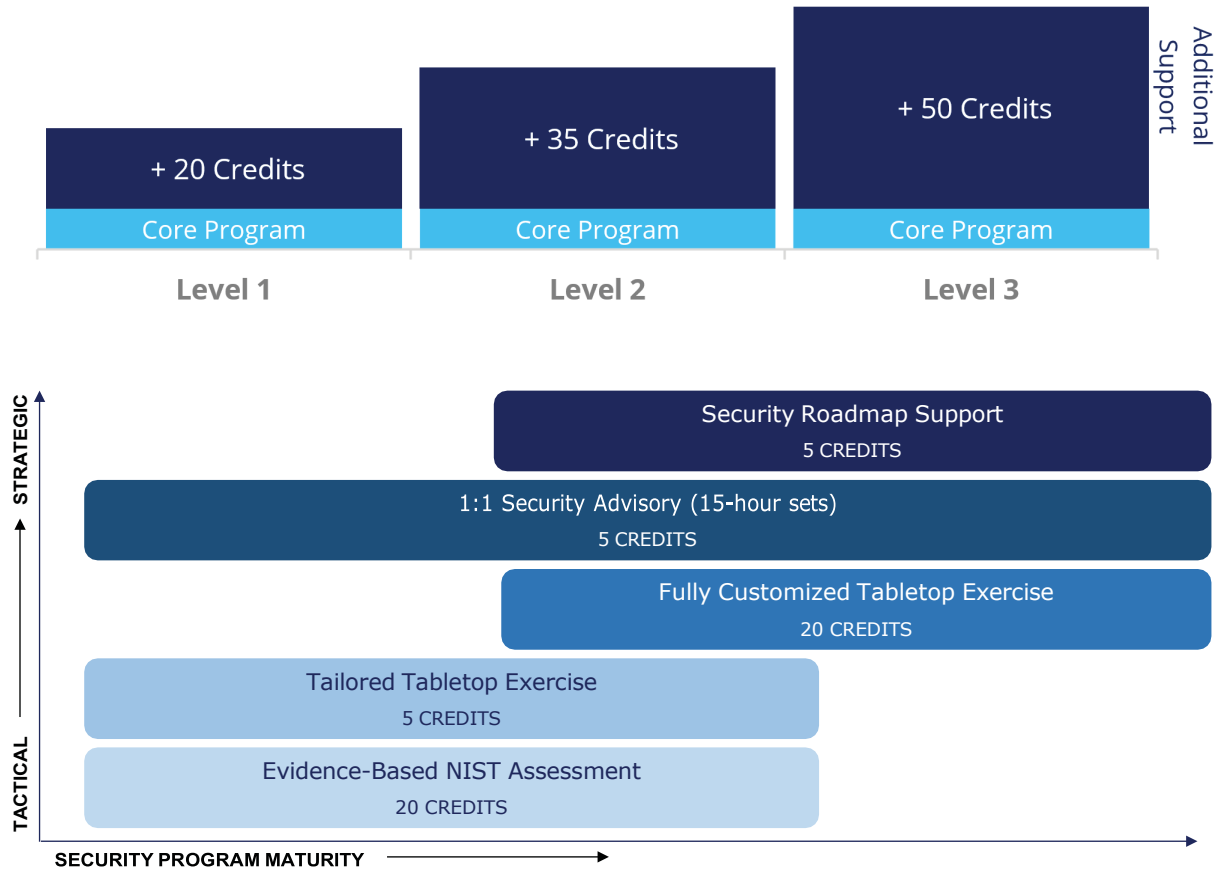 + 20 Credits
Core Program
Level 1
+ 35 Credits
Core Program
Level 2
+ 50 Credits
Core Program
Level 3
Additional
Support
STRATEGIC
TACTICAL
Security Roadmap Support
5 CREDITS
1:1 Security Advisory (15-hour sets)
5 CREDITS
Fully Customized Tabletop Exercise
20 CREDITS
Tailored Tabletop Exercise
5 CREDITS
Evidence-Based NIST Assessment
20 CREDITS
SECURITY PROGRAM MATURITY